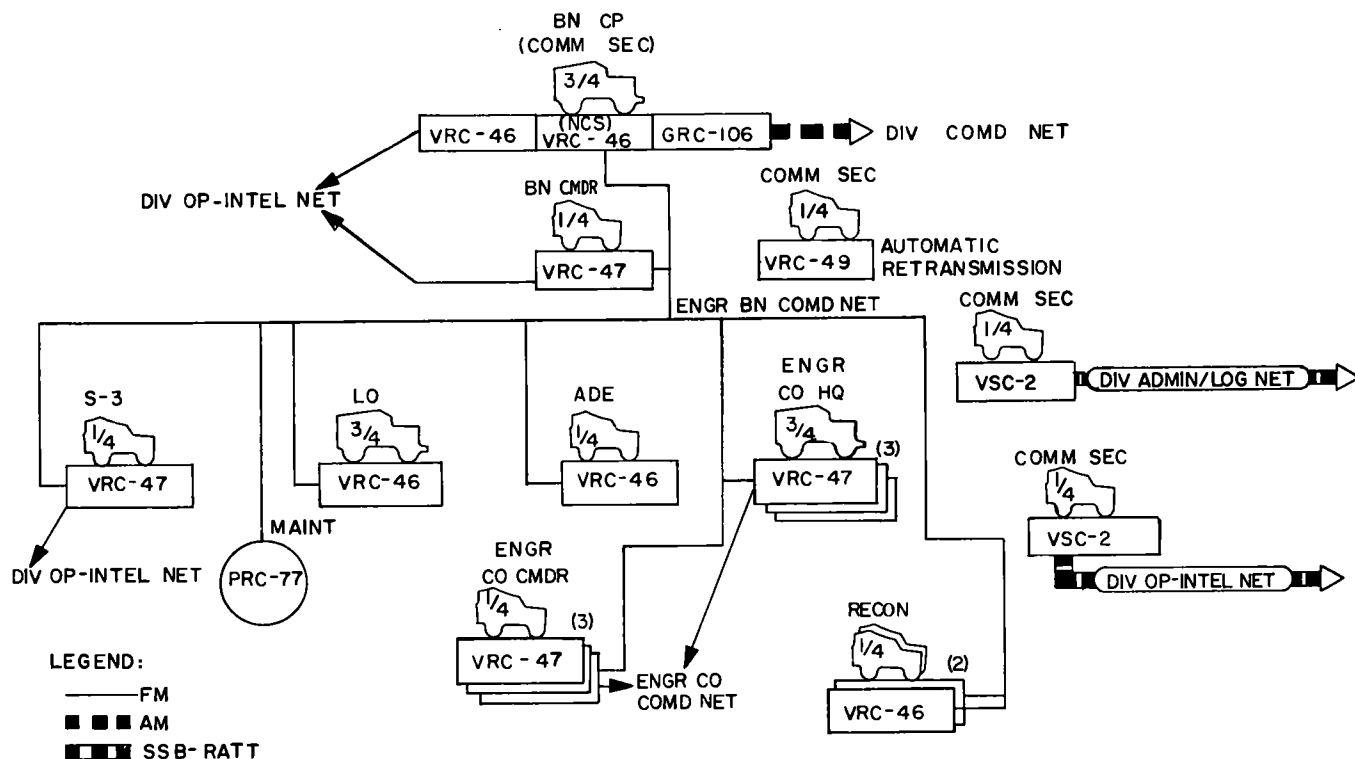 BN CP
(COMM SEC)
3/4
VRC-46
(NCS)
VRC-46
GRC-106
DIV COMD NET
DIV OP-INTEL NET
BN CMDR
1/4
VRC-47
COMM SEC
1/4
VRC-49
AUTOMATIC
RETRANSMISSION
ENGR BN COMD NET
COMM SEC
1/4
VSC-2
DIV ADMIN/LOG NET
S-3
1/4
VRC-47
LO
3/4
VRC-46
ADE
1/4
VRC-46
ENGR
CO HQ
3/4
(3)
VRC-47
COMM SEC
1/4
VSC-2
DIV OP-INTEL NET
MAINT
PRC-77
DIV OP-INTEL NET
ENGR
CO CMDR
1/4
(3)
VRC-47
ENGR CO
COMD NET
RECON
1/4
(2)
VRC-46
LEGEND:
FM
AM
SSB-RATT